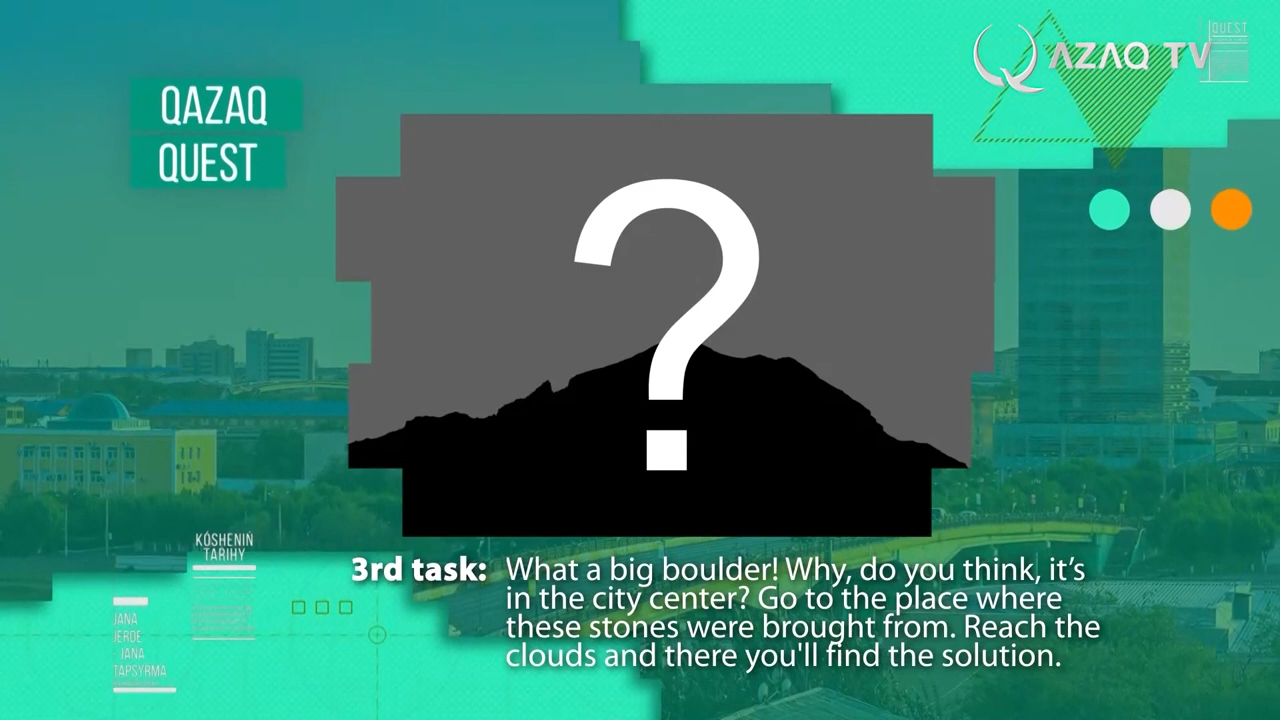 QAZAQ TV
QUEST
QAZAQ
QUEST
?
3rd task:
What a big boulder! Why, do you think, it’s
in the city center? Go to the place where
these stones were brought from. Reach the
clouds and there you'll find the solution.
KÓSHENIŃ
TARIHY
JAŃA
JERDE
- JAŃA
TAPSYRMA